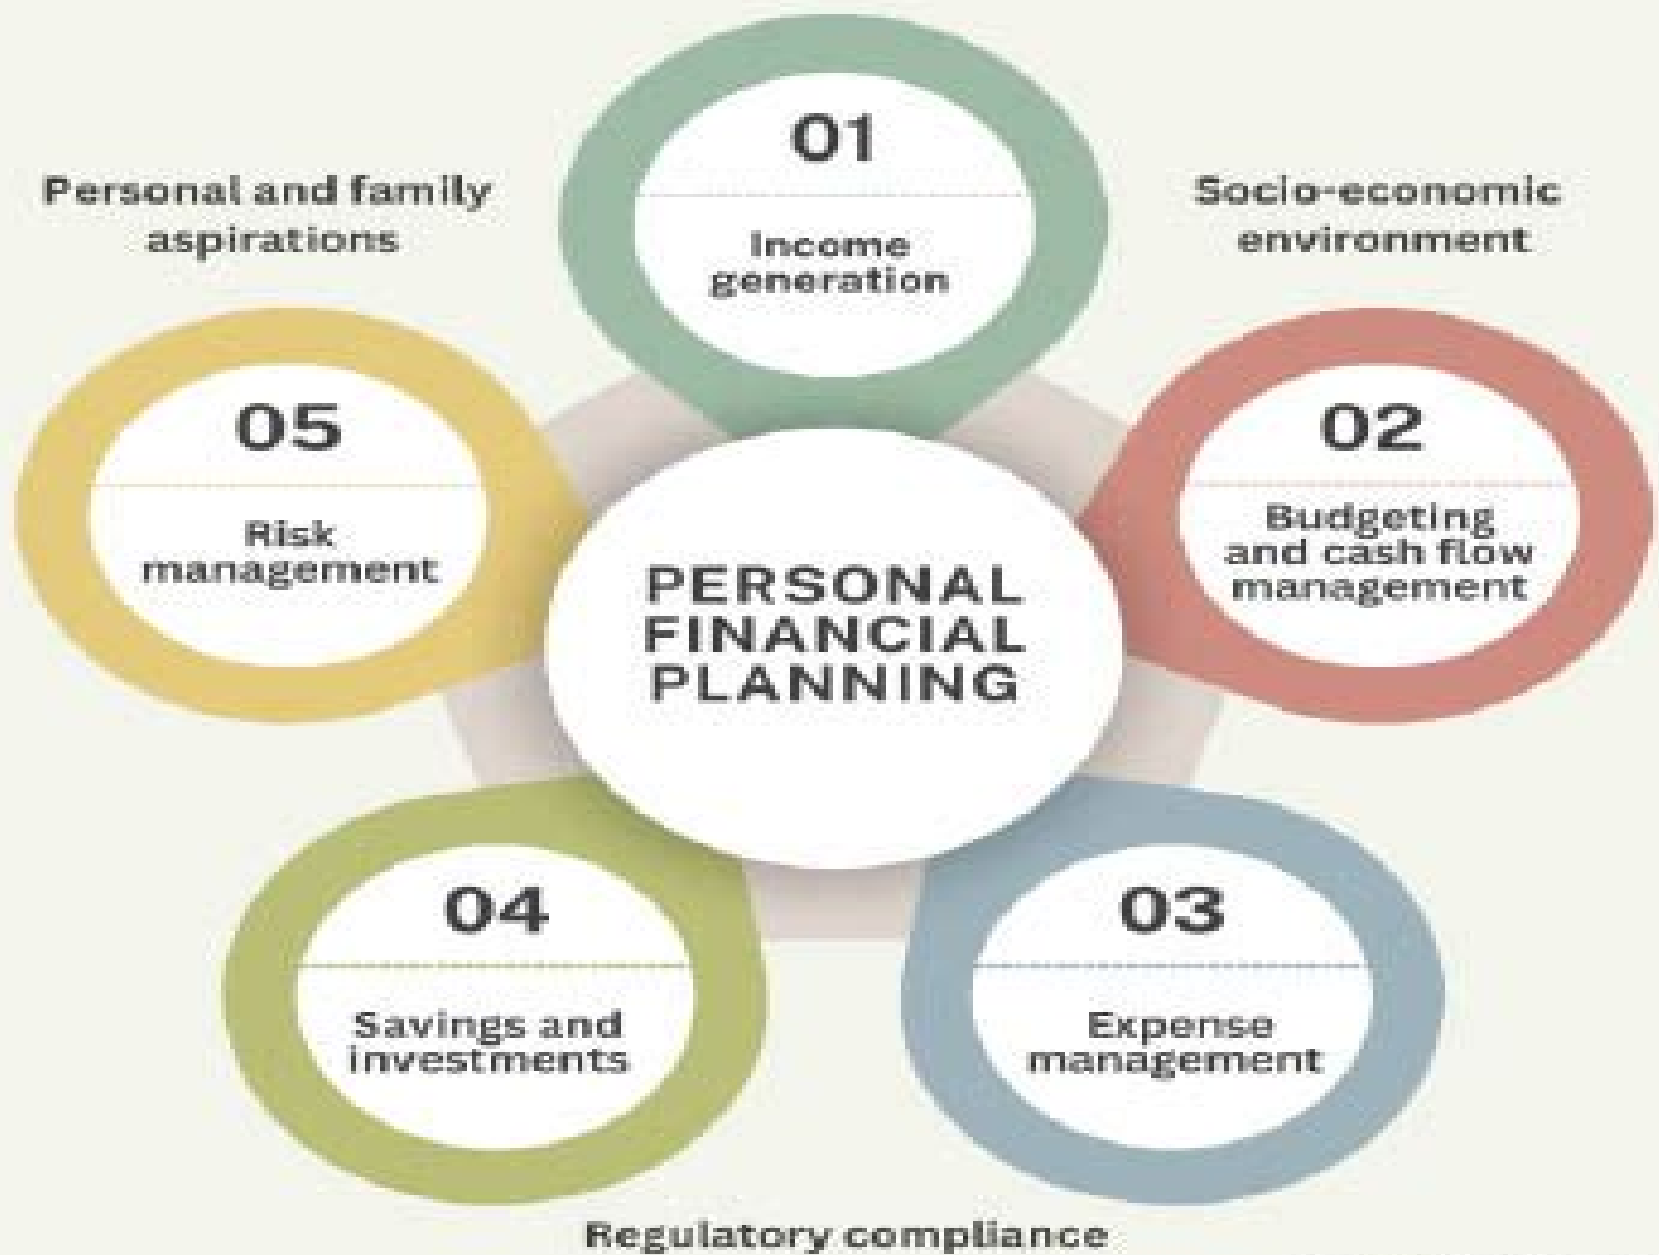 01
Income
generation
Personal and family
aspirations
Socio-economic
environment
05
Risk
management
02
Budgeting
and cash flow
management
PERSONAL
FINANCIAL
PLANNING
04
Savings and
investments
03
Expense
management
Regulatory compliance